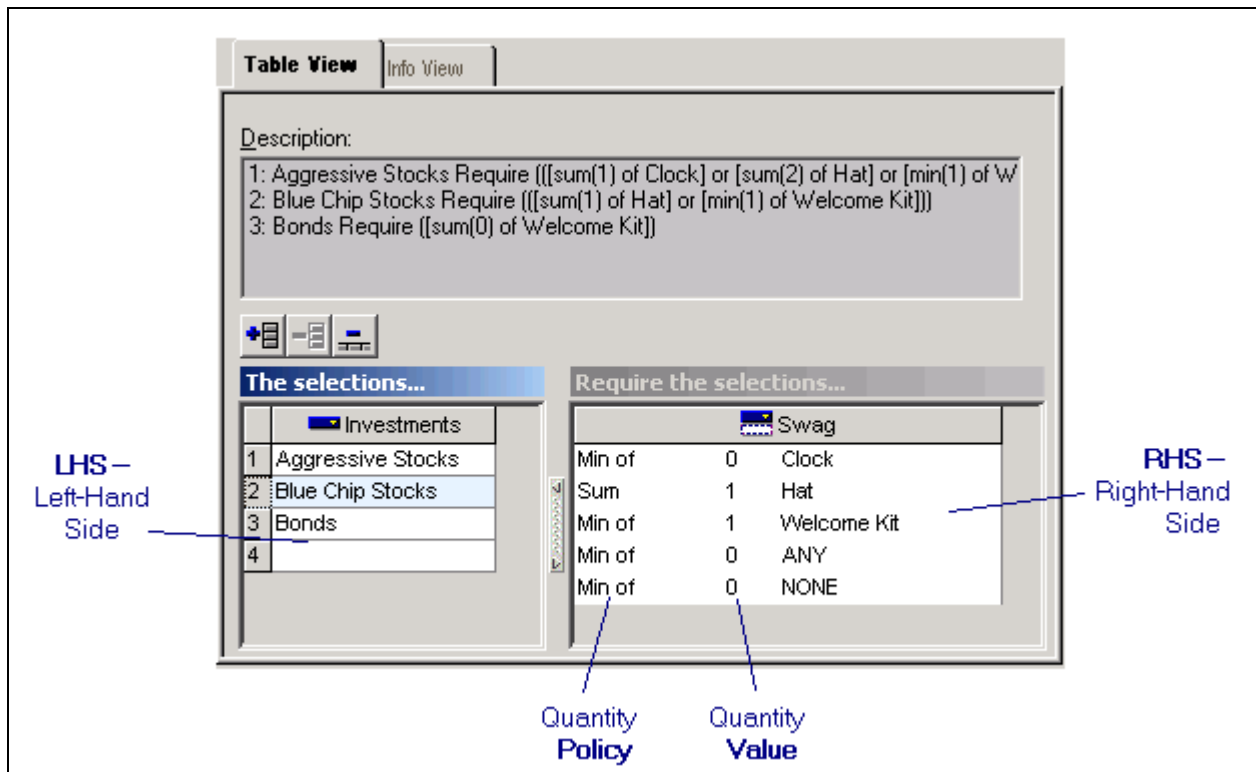 Table View
Info View
Description:
1: Aggressive Stocks Require (([sum(1) of Clock] or [sum(2) of Hat] or [min(1) of W
2: Blue Chip Stocks Require (([sum(1) of Hat] or [min(1) of Welcome Kit]))
3: Bonds Require ([sum(0) of Welcome Kit])
The selections...
Require the selections...
Investments
1 Aggressive Stocks
2 Blue Chip Stocks
3 Bonds
4
Swag
Min of 0 Clock
Sum 1 Hat
Min of 1 Welcome Kit
Min of 0 ANY
Min of 0 NONE
LHS –
Left-Hand
Side
RHS –
Right-Hand
Side
Quantity
Policy
Quantity
Value